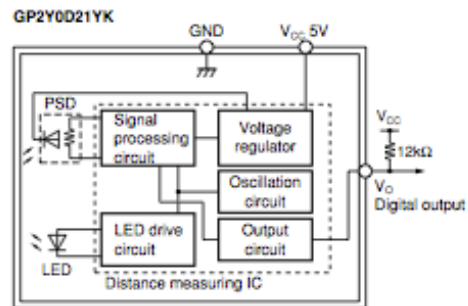 GP2Y0D21YK
GND
VCC 5V
PSD
Signal
processing
circuit
Voltage
regulator
VCC
12kΩ
Oscillation
circuit
VO
Digital output
LED drive
circuit
Output
circuit
LED
Distance measuring IC